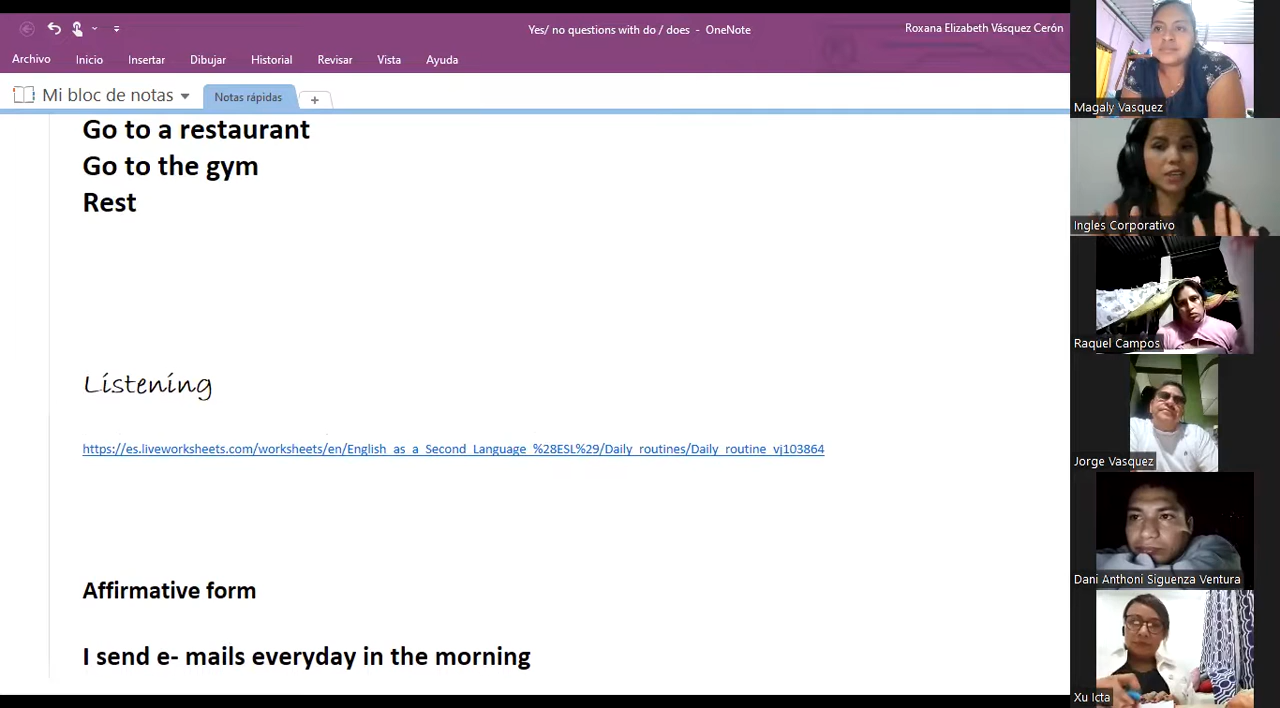 Yes/ no questions with do / does - OneNote
Roxana Elizabeth Vásquez Cerón
Archivo Inicio Insertar Dibujar Historial Revisar Vista Ayuda
Mi bloc de notas
Notas rápidas
Go to a restaurant
Go to the gym
Rest
Listening
https://es.liveworksheets.com/worksheets/en/English_as_a_Second_Language_%28ESL%29/Daily_routines/Daily_routine_vj103864
Affirmative form
I send e- mails everyday in the morning
Magaly Vasquez
Ingles Corporativo
Raquel Campos
Jorge Vasquez
Dani Anthoni Siguenza Ventura
Xu Icta